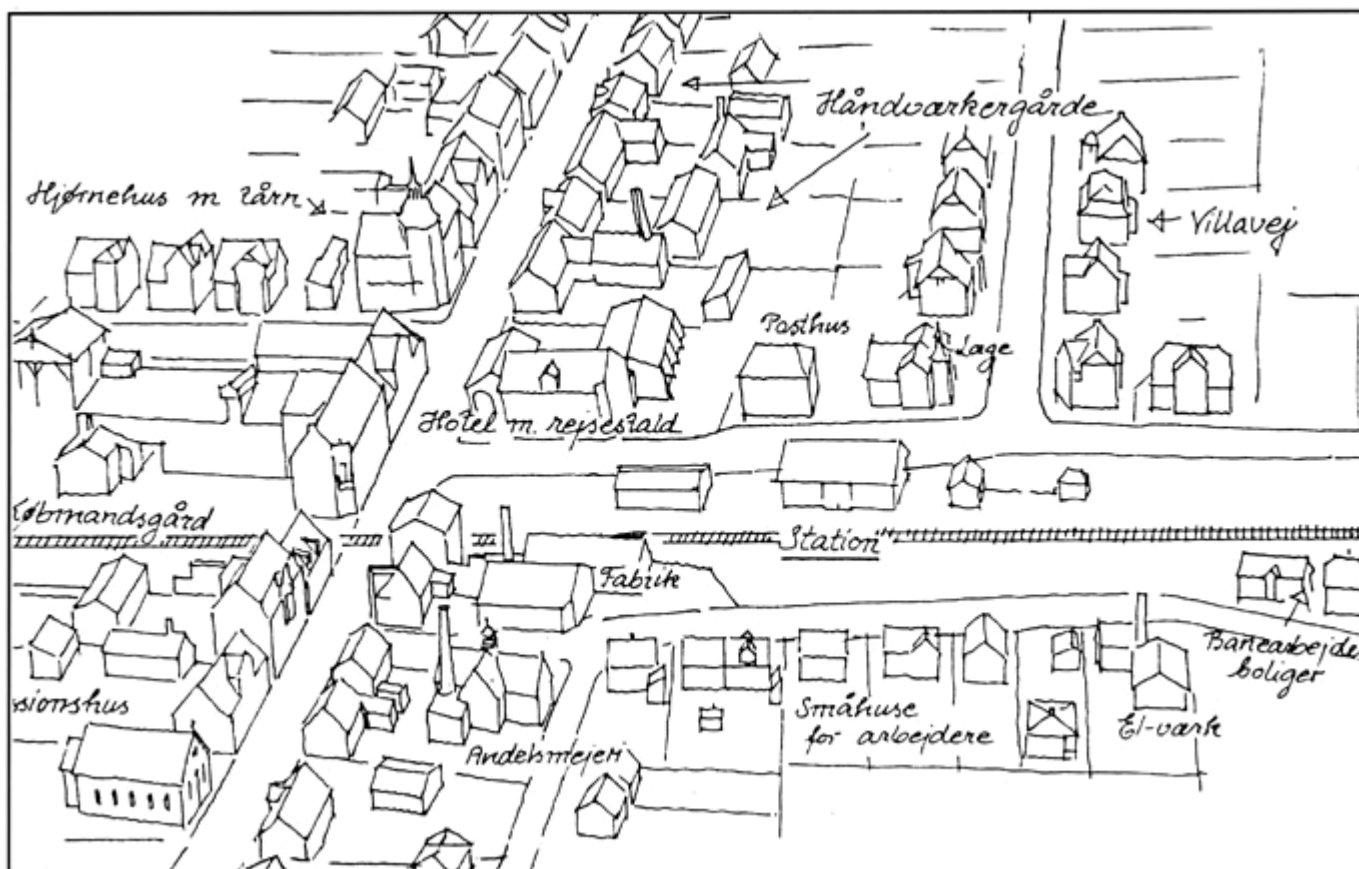 Håndværkergårde
Hjørnehus m tårn
Villavej
Posthus
Læge
Hotel m. rejsestald
Købmandsgård
Station
Fabrik
Banearbejder
boliger
ssionshus
Småhuse
for arbejdere
El-værk
Andelsmejeri